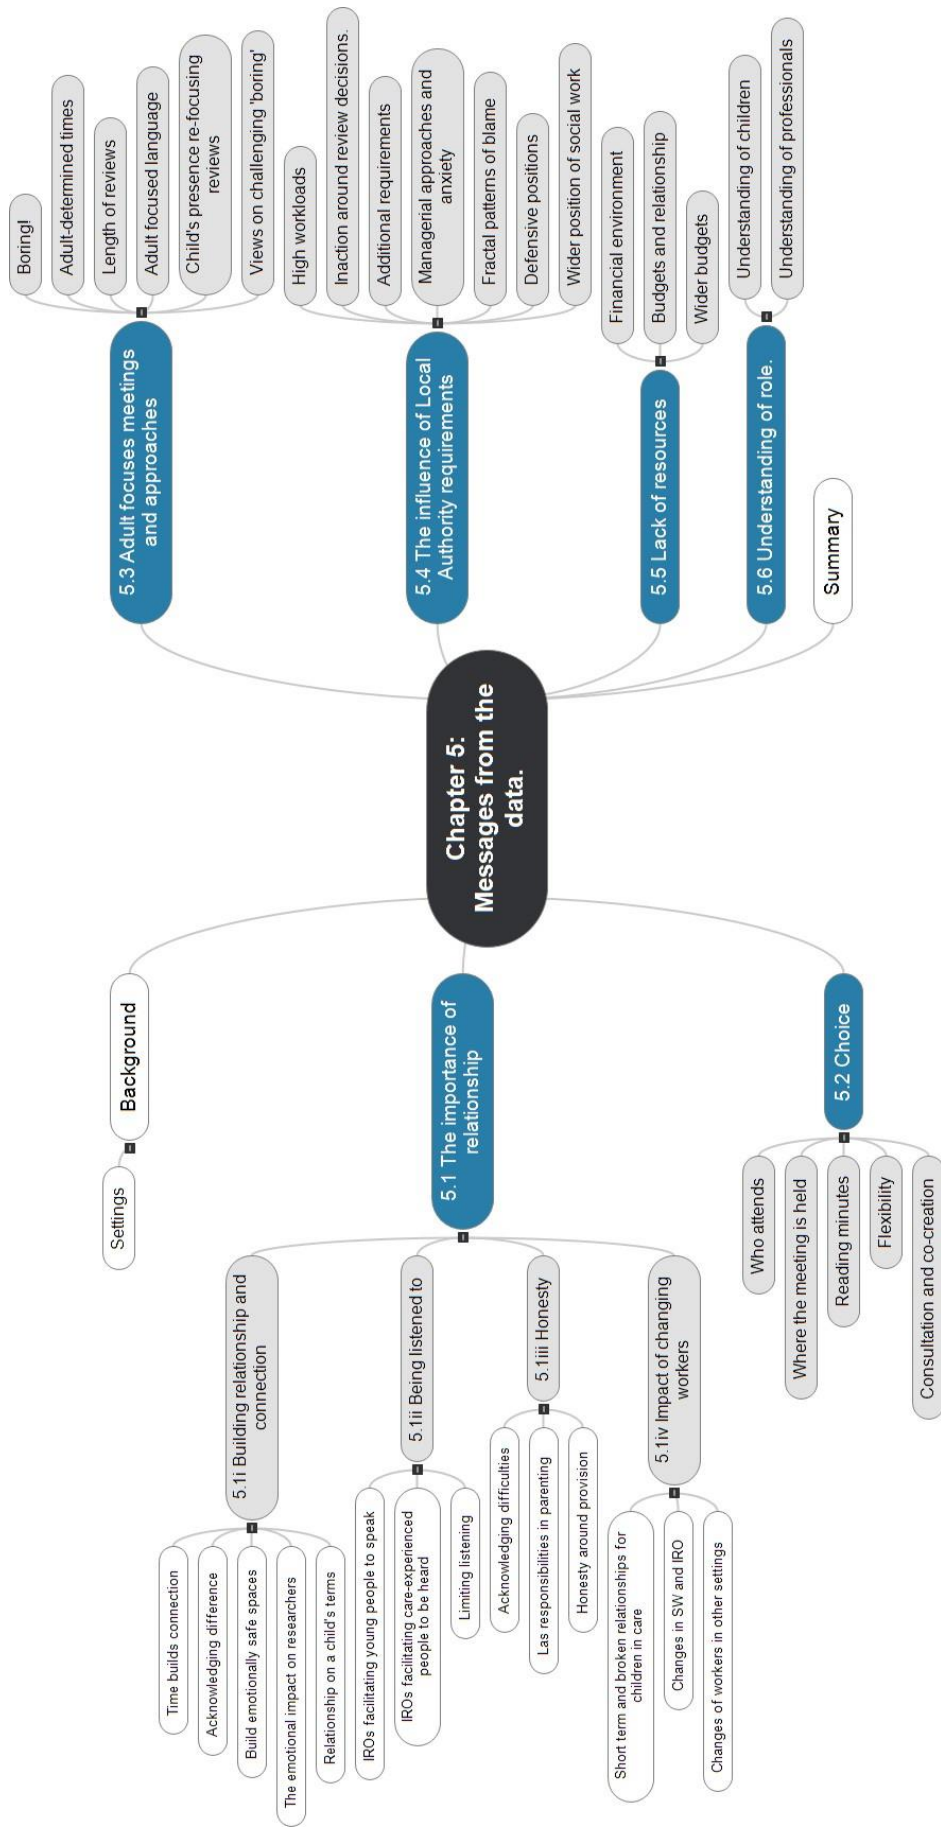 Chapter 5:
Messages from the
data.
Background
Settings
5.1 The importance of
relationship
5.1i Building relationship and
connection
Time builds connection
Acknowledging difference
Build emotionally safe spaces
The emotional impact on researchers
Relationship on a child's terms
5.1ii Being listened to
IROs facilitating young people to speak
IROs facilitating care-experienced
people to be heard
Limiting listening
5.1iii Honesty
Acknowledging difficulties
Las responsibilities in parenting
Honesty around provision
5.1iv Impact of changing
workers
Short term and broken relationships for
children in care
Changes in SW and IRO
Changes of workers in other settings
5.2 Choice
Who attends
Where the meeting is held
Reading minutes
Flexibility
Consultation and co-creation
5.3 Adult focuses meetings
and approaches
Boring!
Adult-determined times
Length of reviews
Adult focused language
Child's presence re-focusing
reviews
Views on challenging 'boring'
5.4 The influence of Local
Authority requirements
High workloads
Inaction around review decisions.
Additional requirements
Managerial approaches and
anxiety
Fractal patterns of blame
Defensive positions
Wider position of social work
5.5 Lack of resources
Financial environment
Budgets and relationship
Wider budgets
5.6 Understanding of role.
Understanding of children
Understanding of professionals
Summary